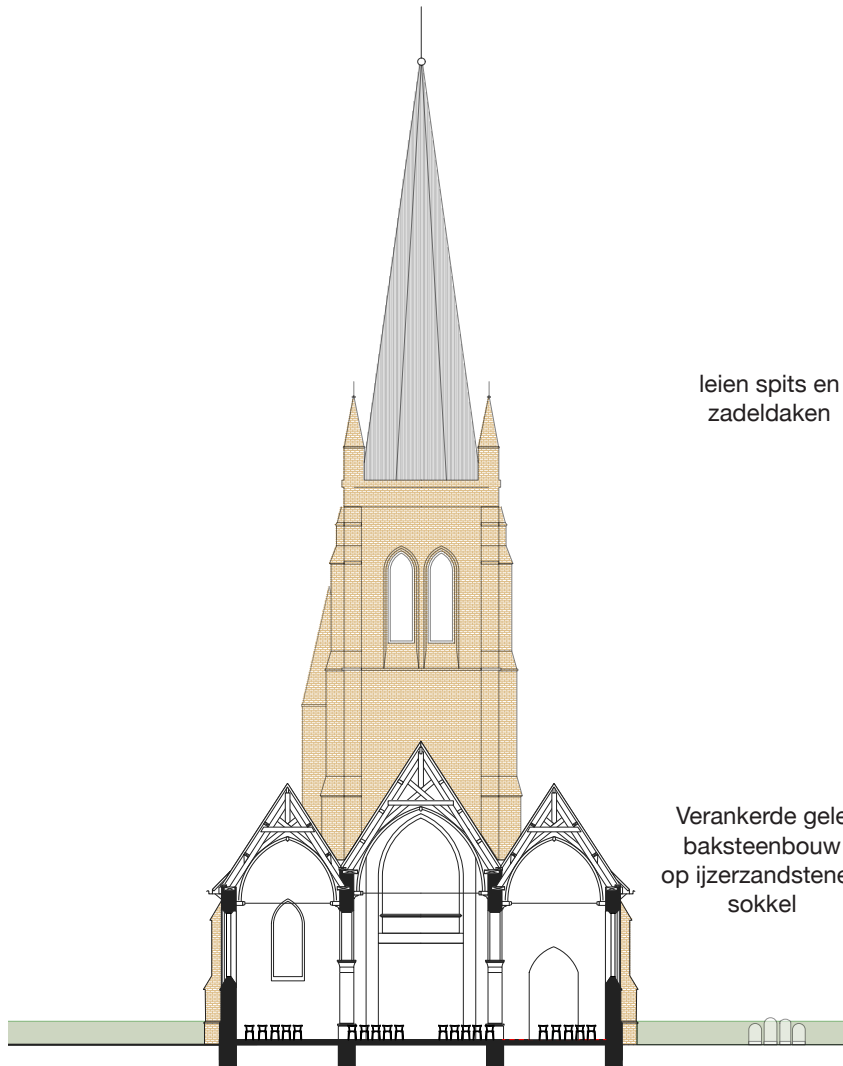 leien spits en
zadeldaken
Verankerde gele
baksteenbouw
op ijzerzandstene
sokkel